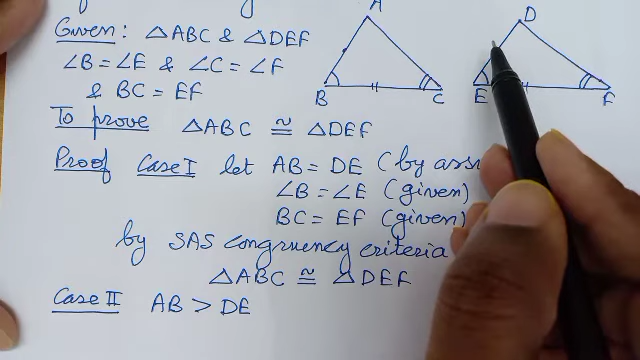 Given: △ABC & △DEF
∠B = ∠E & ∠C = ∠F
& BC = EF
A
B
C
D
E
F
To prove △ABC ≅ △DEF
Proof Case I let AB = DE (by ass
∠B = ∠E (given)
BC = EF (given)
by SAS congruency criteria
△ABC ≅ △DEF
Case II AB > DE